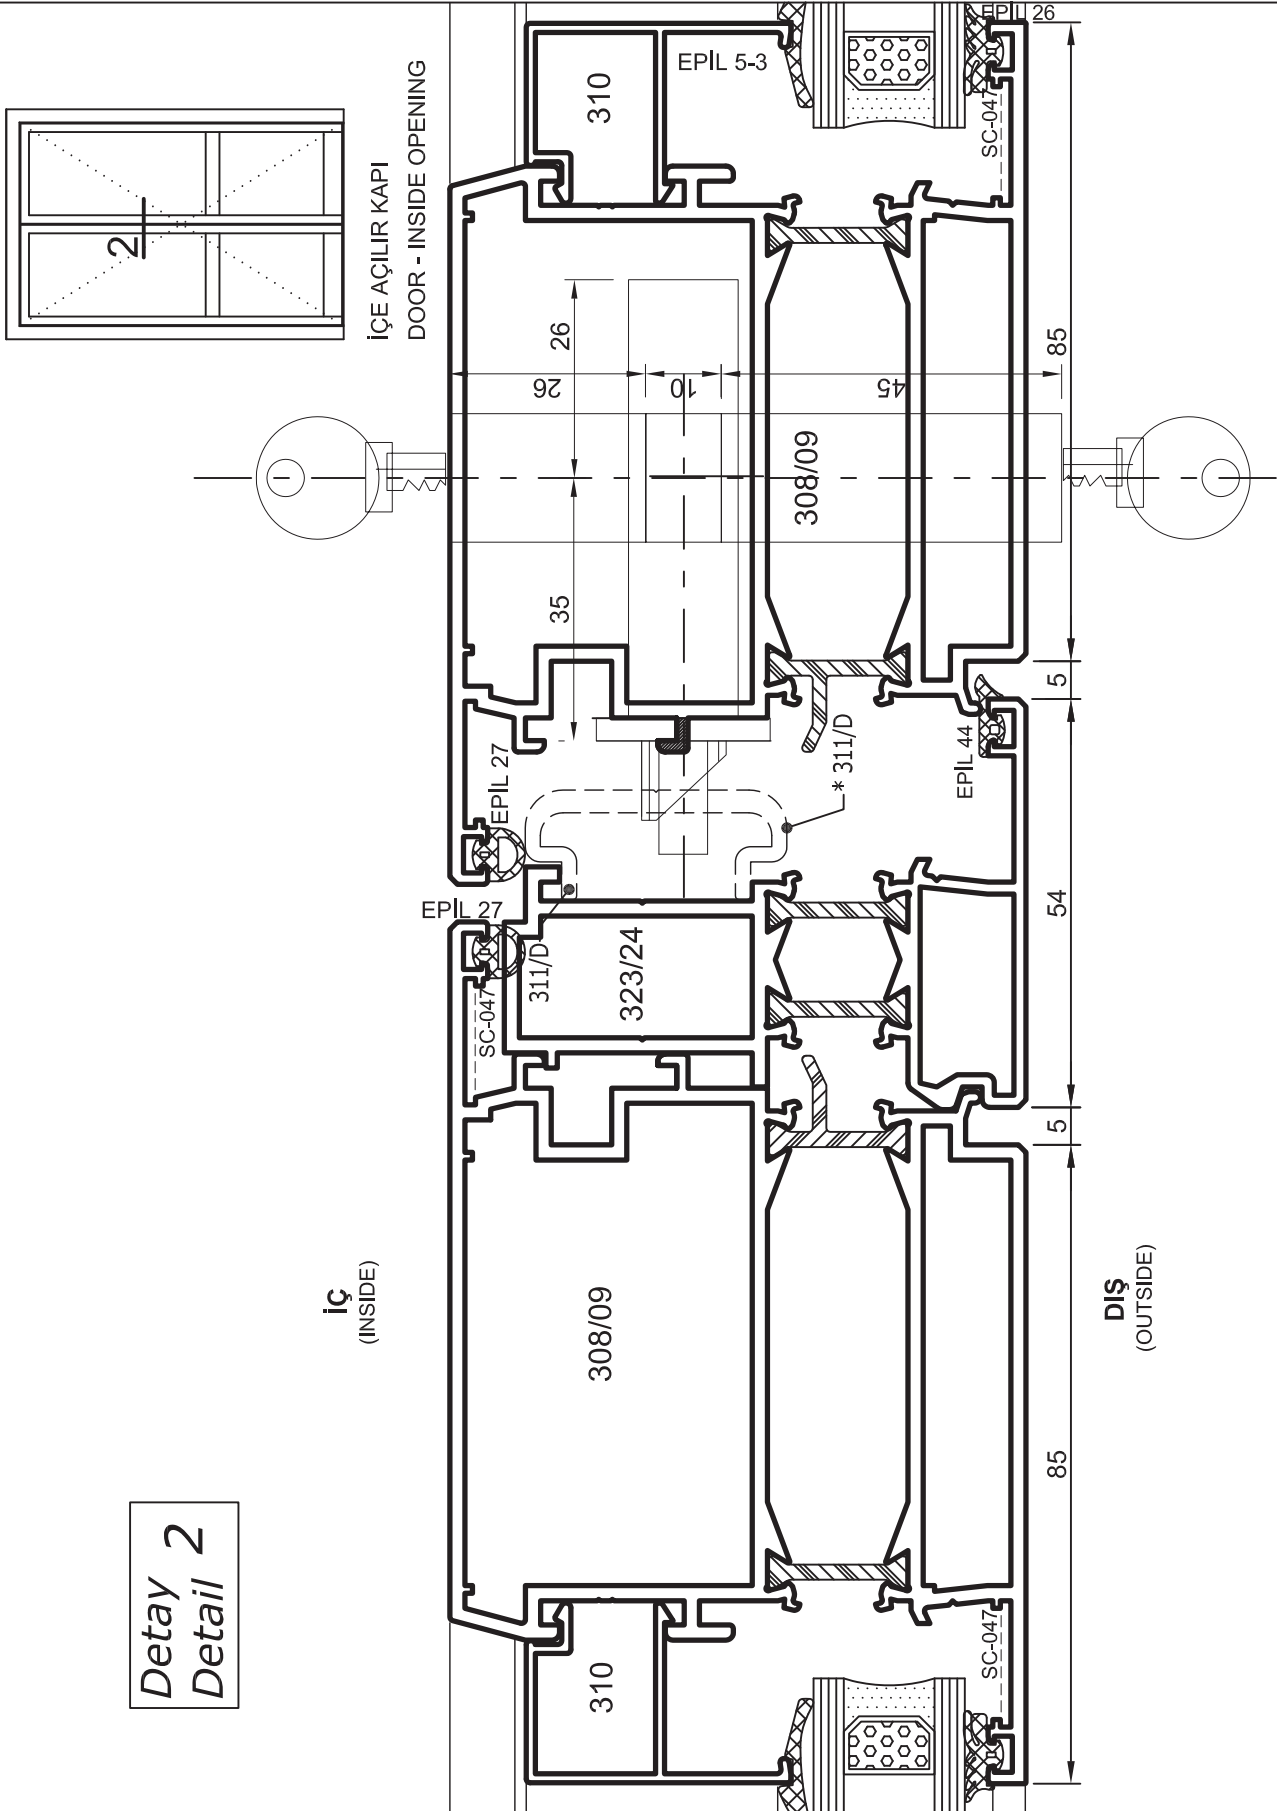 Detay 2
Detail
İÇE AÇILIR KAPI
DOOR - INSIDE OPENING
2
İÇ
(INSIDE)
DIŞ
(OUTSIDE)
310
308/09
SC-047
EPİL 27
EPİL 27
311/D
323/24
* 311/D
EPİL 44
35
26
26
10
45
308/09
310
EPİL 5-3
EPİL 26
SC-047
SC-047
85
5
54
5
85